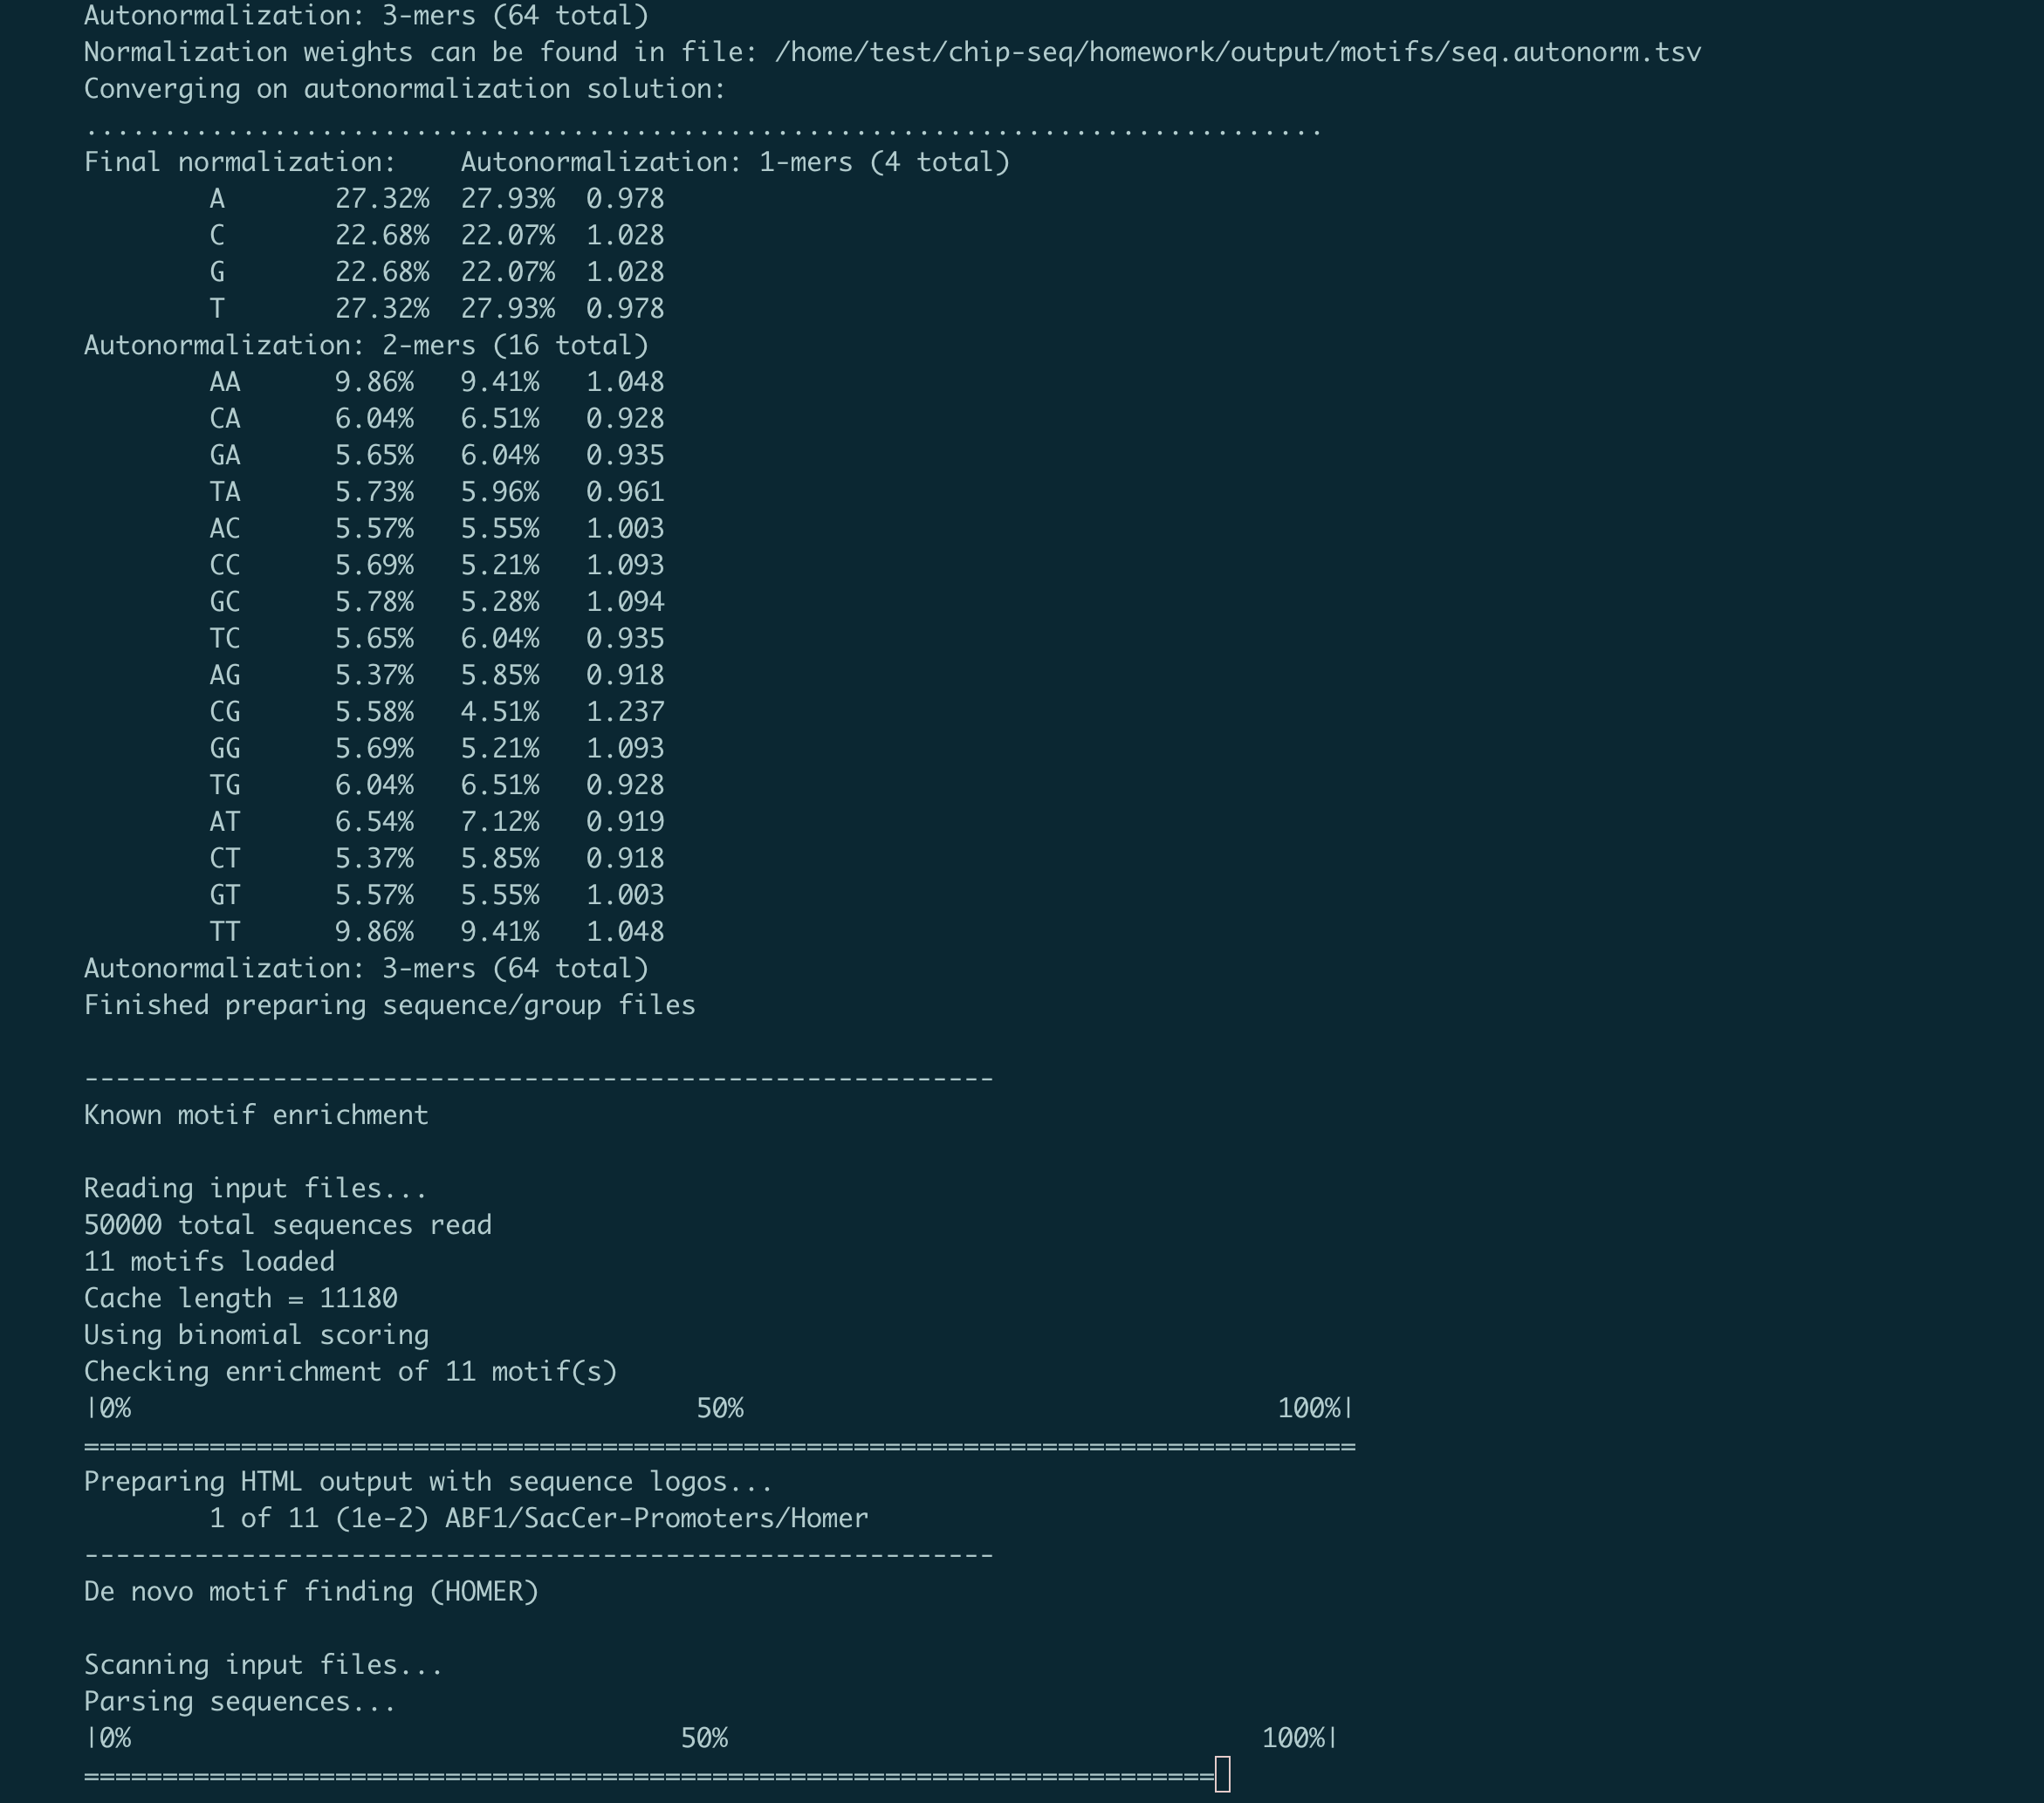 Autonormalization: 3-mers (64 total)
Normalization weights can be found in file: /home/test/chip-seq/homework/output/motifs/seq.autonorm.tsv
Converging on autonormalization solution:
...............................................................................
Final normalization:    Autonormalization: 1-mers (4 total)
        A       27.32%  27.93%  0.978
        C       22.68%  22.07%  1.028
        G       22.68%  22.07%  1.028
        T       27.32%  27.93%  0.978
Autonormalization: 2-mers (16 total)
        AA      9.86%   9.41%   1.048
        CA      6.04%   6.51%   0.928
        GA      5.65%   6.04%   0.935
        TA      5.73%   5.96%   0.961
        AC      5.57%   5.55%   1.003
        CC      5.69%   5.21%   1.093
        GC      5.78%   5.28%   1.094
        TC      5.65%   6.04%   0.935
        AG      5.37%   5.85%   0.918
        CG      5.58%   4.51%   1.237
        GG      5.69%   5.21%   1.093
        TG      6.04%   6.51%   0.928
        AT      6.54%   7.12%   0.919
        CT      5.37%   5.85%   0.918
        GT      5.57%   5.55%   1.003
        TT      9.86%   9.41%   1.048
Autonormalization: 3-mers (64 total)
Finished preparing sequence/group files

----------------------------------------------------------
Known motif enrichment

Reading input files...
50000 total sequences read
11 motifs loaded
Cache length = 11180
Using binomial scoring
Checking enrichment of 11 motif(s)
|0%                                    50%                                  100%|
=================================================================================
Preparing HTML output with sequence logos...
        1 of 11 (1e-2) ABF1/SacCer-Promoters/Homer
----------------------------------------------------------
De novo motif finding (HOMER)

Scanning input files...
Parsing sequences...
|0%                                   50%                                  100%|
========================================================================